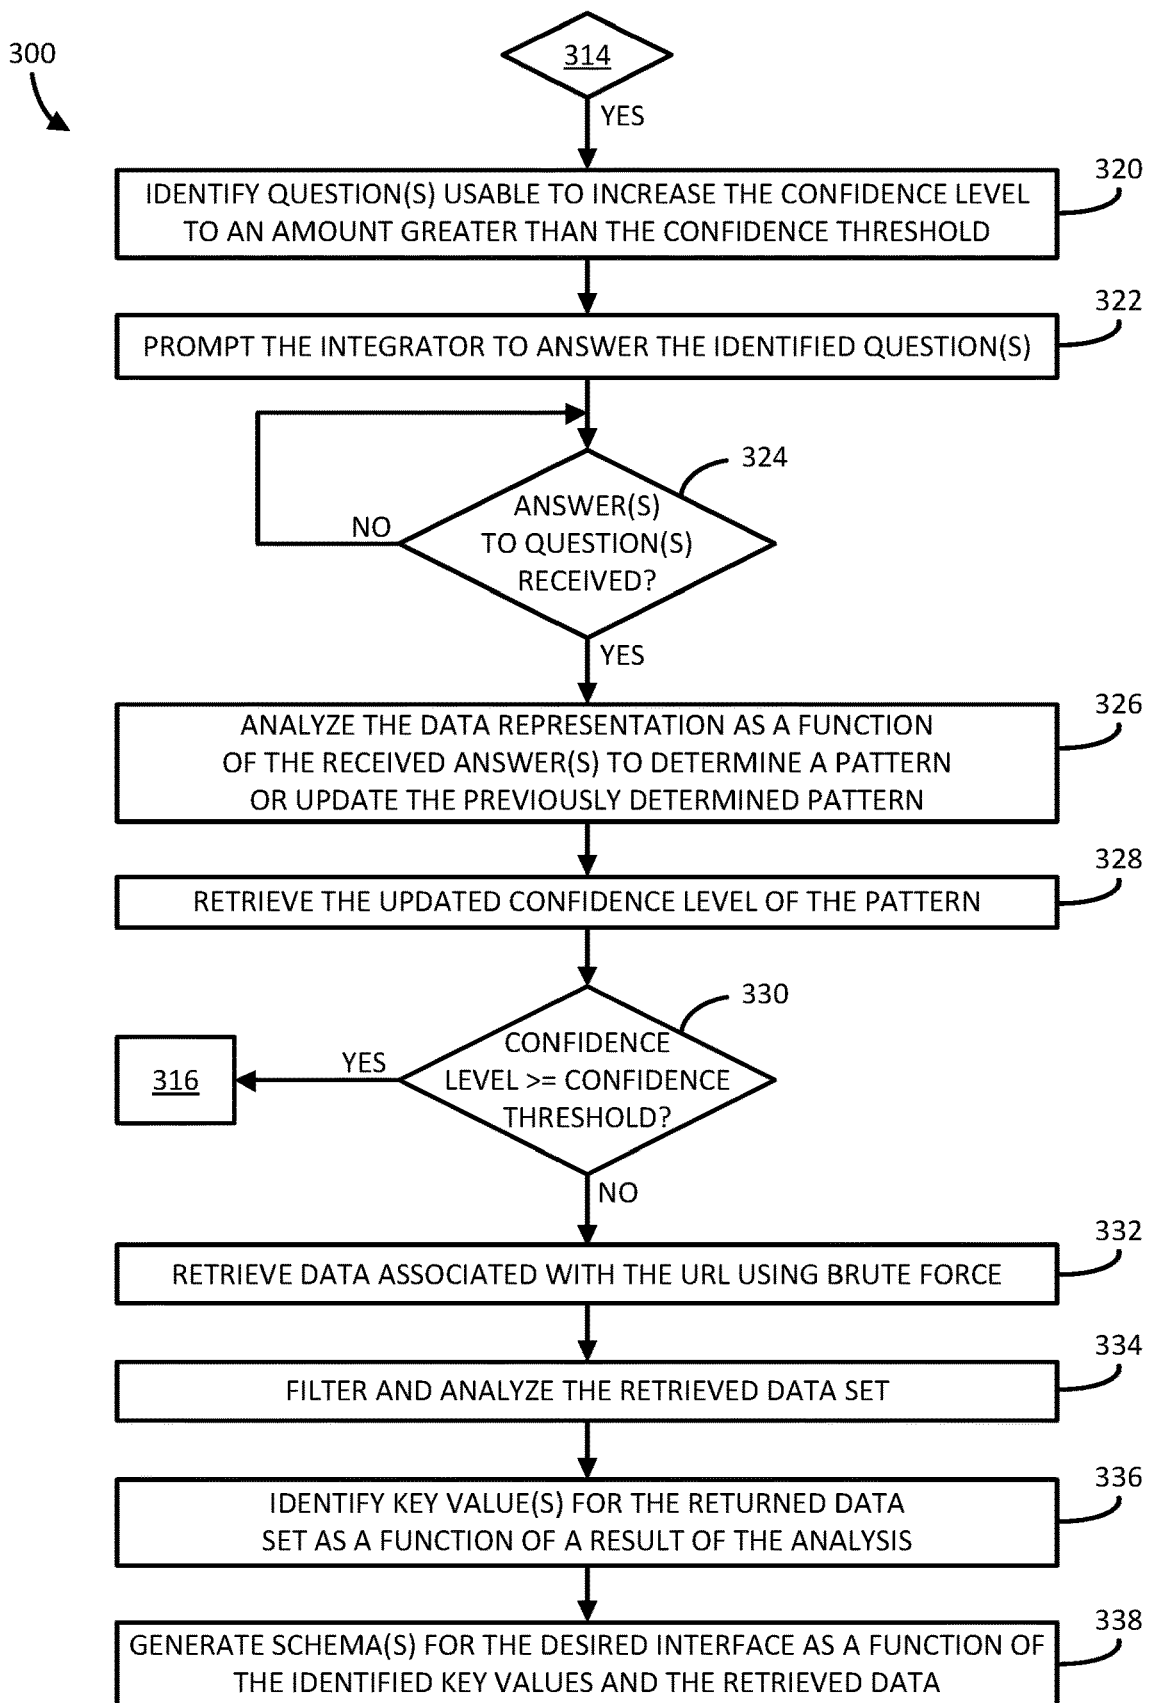 300
314
YES
320
IDENTIFY QUESTION(S) USABLE TO INCREASE THE CONFIDENCE LEVEL
TO AN AMOUNT GREATER THAN THE CONFIDENCE THRESHOLD
322
PROMPT THE INTEGRATOR TO ANSWER THE IDENTIFIED QUESTION(S)
324
ANSWER(S)
TO QUESTION(S)
RECEIVED?
NO
YES
326
ANALYZE THE DATA REPRESENTATION AS A FUNCTION
OF THE RECEIVED ANSWER(S) TO DETERMINE A PATTERN
OR UPDATE THE PREVIOUSLY DETERMINED PATTERN
328
RETRIEVE THE UPDATED CONFIDENCE LEVEL OF THE PATTERN
330
CONFIDENCE
LEVEL >= CONFIDENCE
THRESHOLD?
YES
316
NO
332
RETRIEVE DATA ASSOCIATED WITH THE URL USING BRUTE FORCE
334
FILTER AND ANALYZE THE RETRIEVED DATA SET
336
IDENTIFY KEY VALUE(S) FOR THE RETURNED DATA
SET AS A FUNCTION OF A RESULT OF THE ANALYSIS
338
GENERATE SCHEMA(S) FOR THE DESIRED INTERFACE AS A FUNCTION OF
THE IDENTIFIED KEY VALUES AND THE RETRIEVED DATA